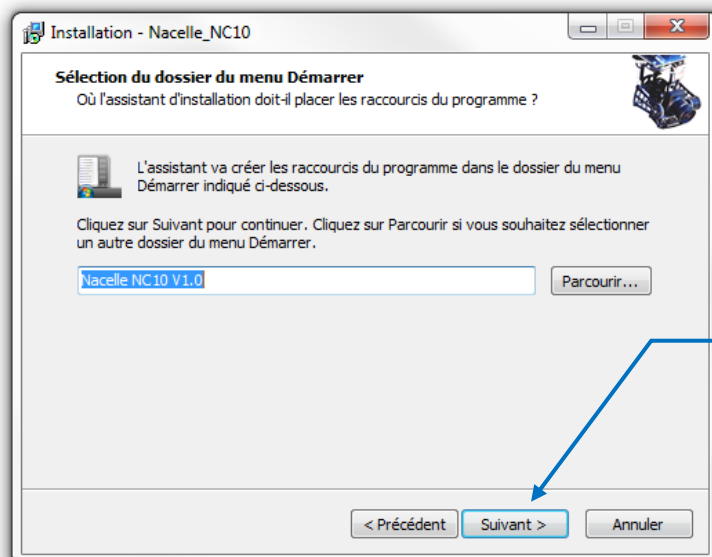 Installation - Nacelle_NC10
Sélection du dossier du menu Démarrer
Où l'assistant d'installation doit-il placer les raccourcis du programme ?
L'assistant va créer les raccourcis du programme dans le dossier du menu
Démarrer indiqué ci-dessous.
Cliquez sur Suivant pour continuer. Cliquez sur Parcourir si vous souhaitez sélectionner
un autre dossier du menu Démarrer.
Nacelle NC10 V1.0
Parcourir...
< Précédent
Suivant >
Annuler